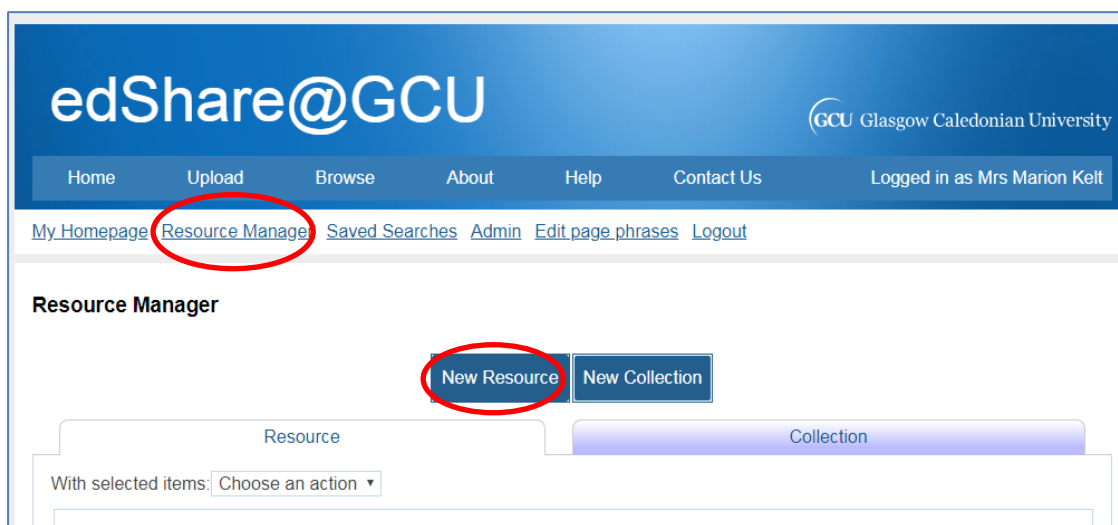 edShare@GCU
GCU Glasgow Caledonian University
Home Upload Browse About Help Contact Us Logged in as Mrs Marion Kelt
My Homepage Resource Manager Saved Searches Admin Edit page phrases Logout
Resource Manager
New Resource New Collection
Resource Collection
With selected items: Choose an action